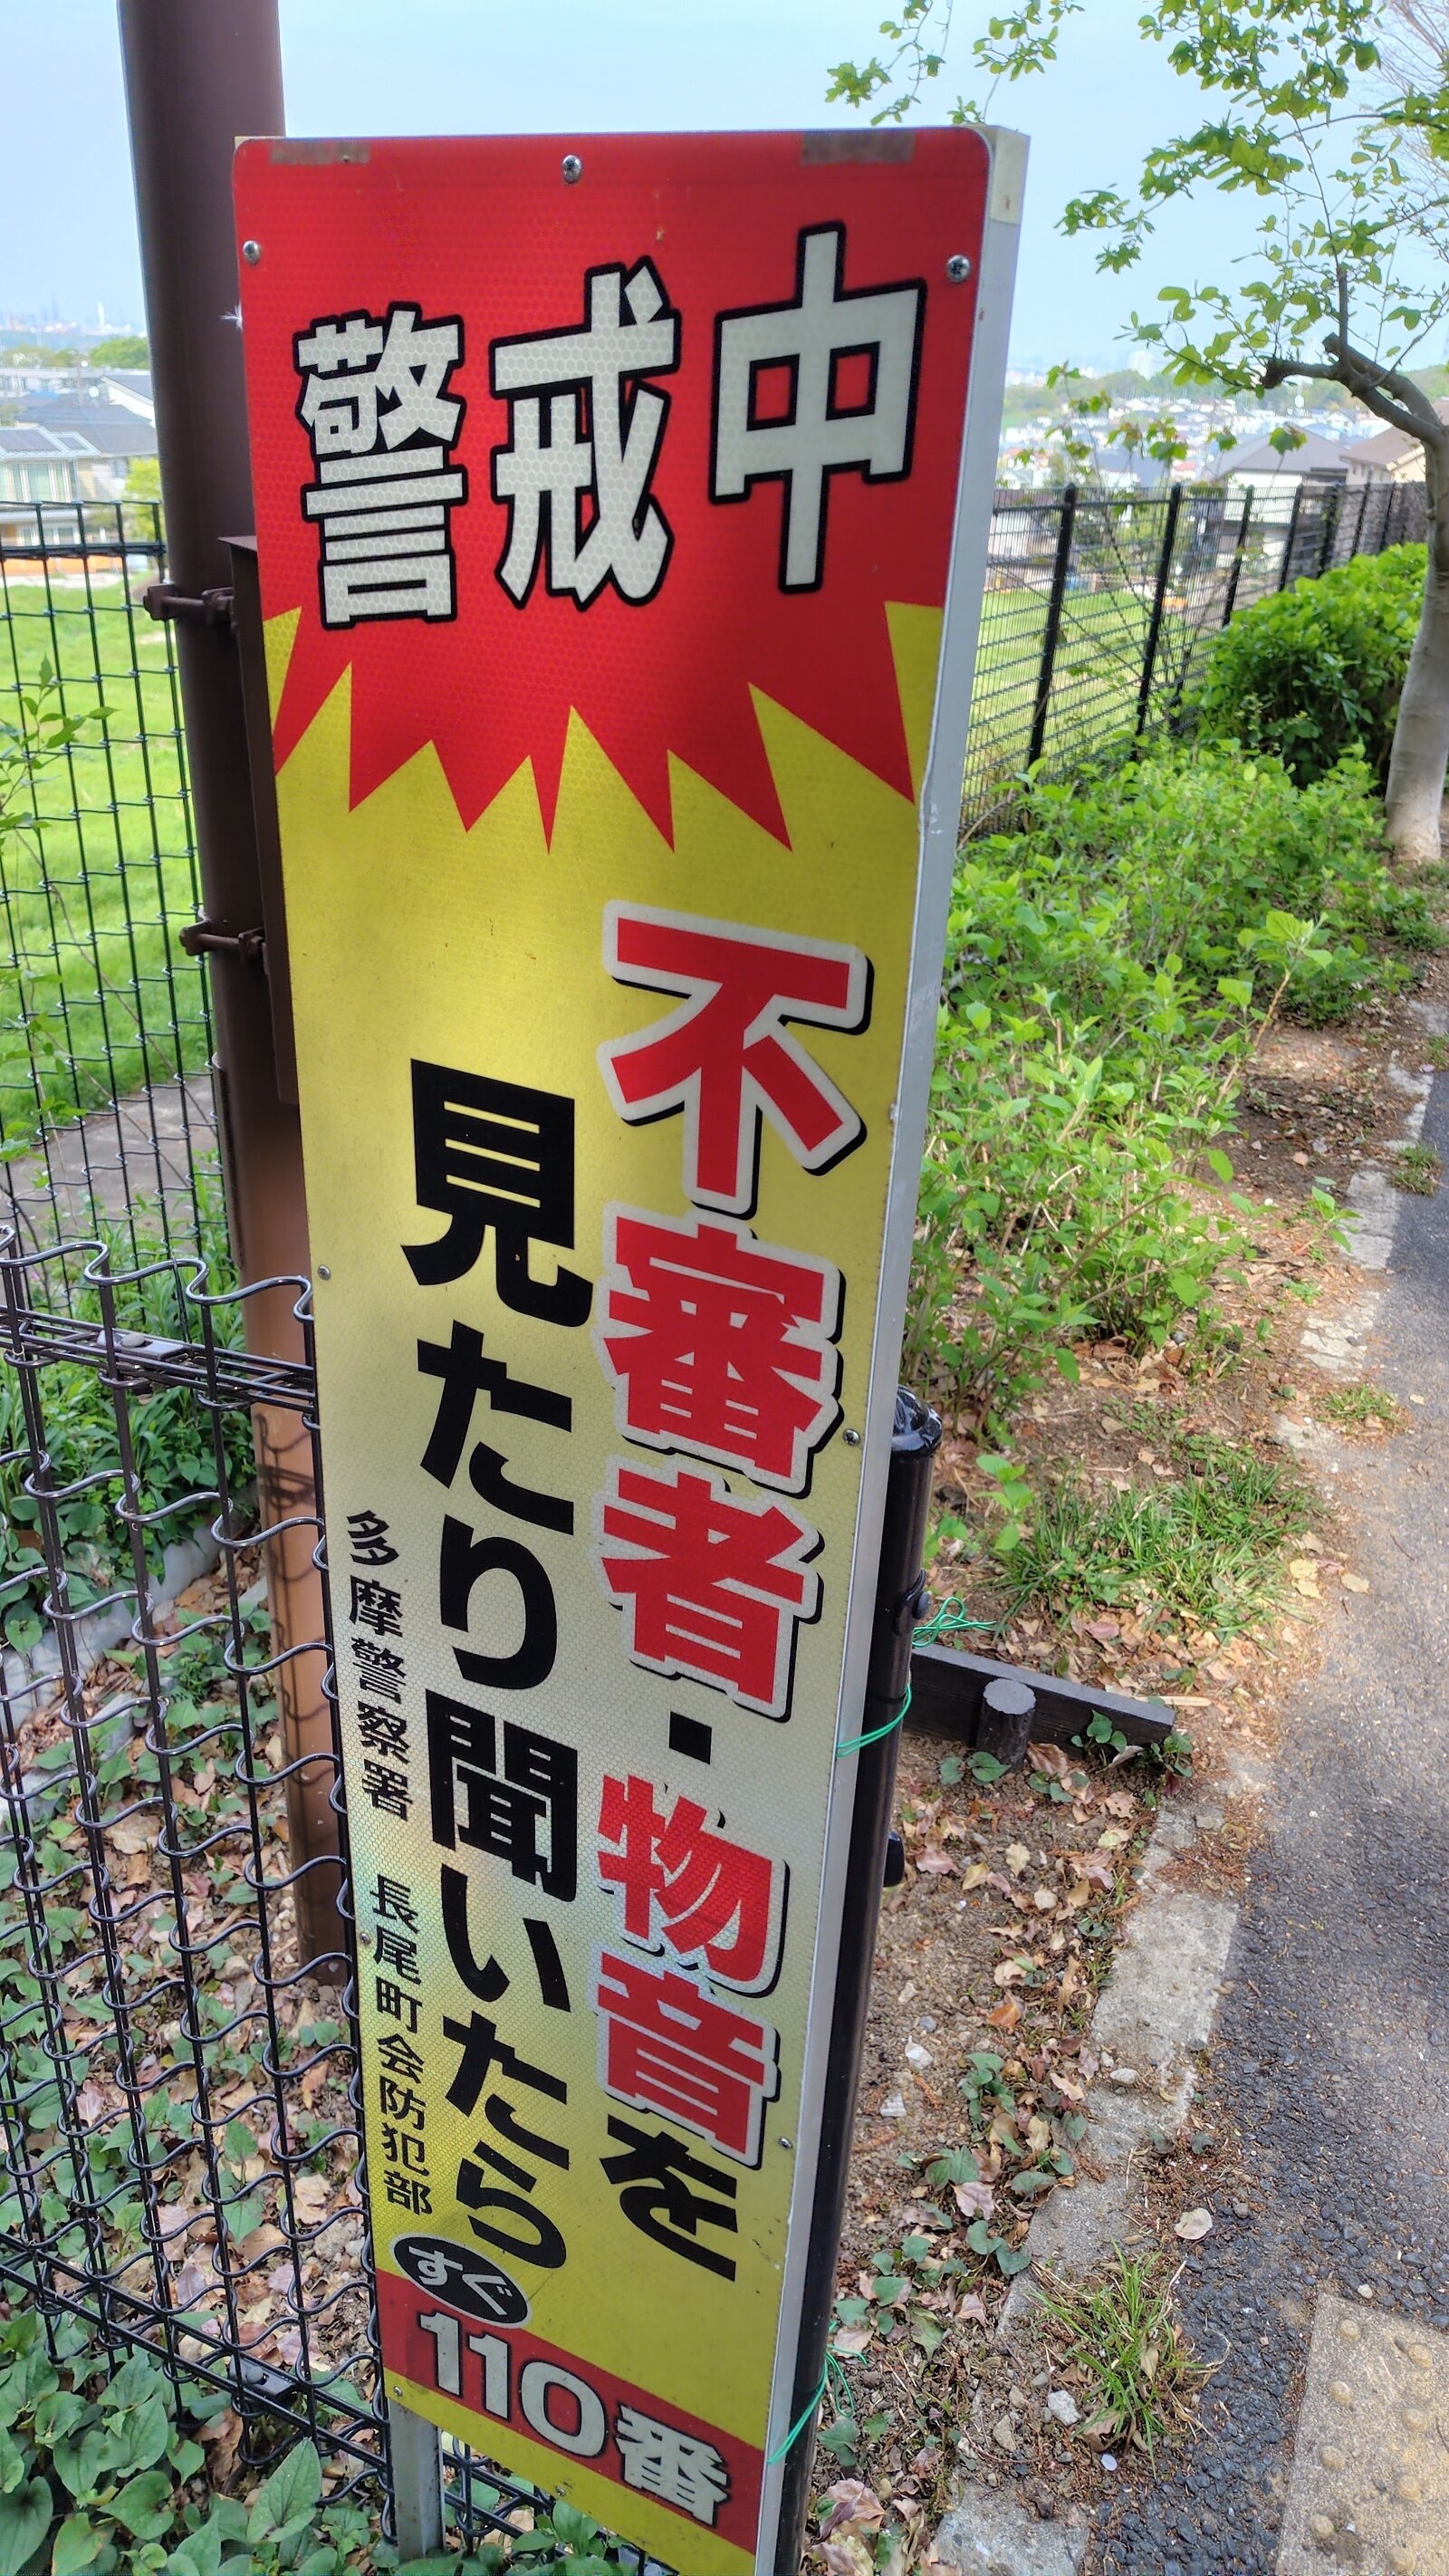 警戒中
不審者・物音を
見たり聞いたら
多摩警察署 長尾町会防犯部
すぐ
110番